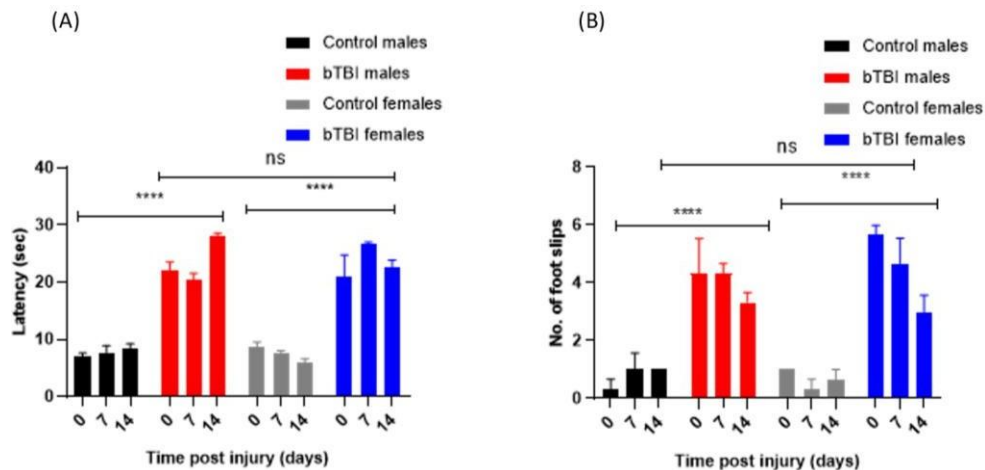 (A)
Control males
bTBI males
Control females
bTBI females
ns
****
****
40
30
20
10
0
Latency (sec)
0 7 14 0 7 14 0 7 14 0 7 14
Time post injury (days)
(B)
Control males
bTBI males
Control females
bTBI females
ns
****
****
8
6
4
2
0
No. of foot slips
0 7 14 0 7 14 0 7 14 0 7 14
Time post injury (days)